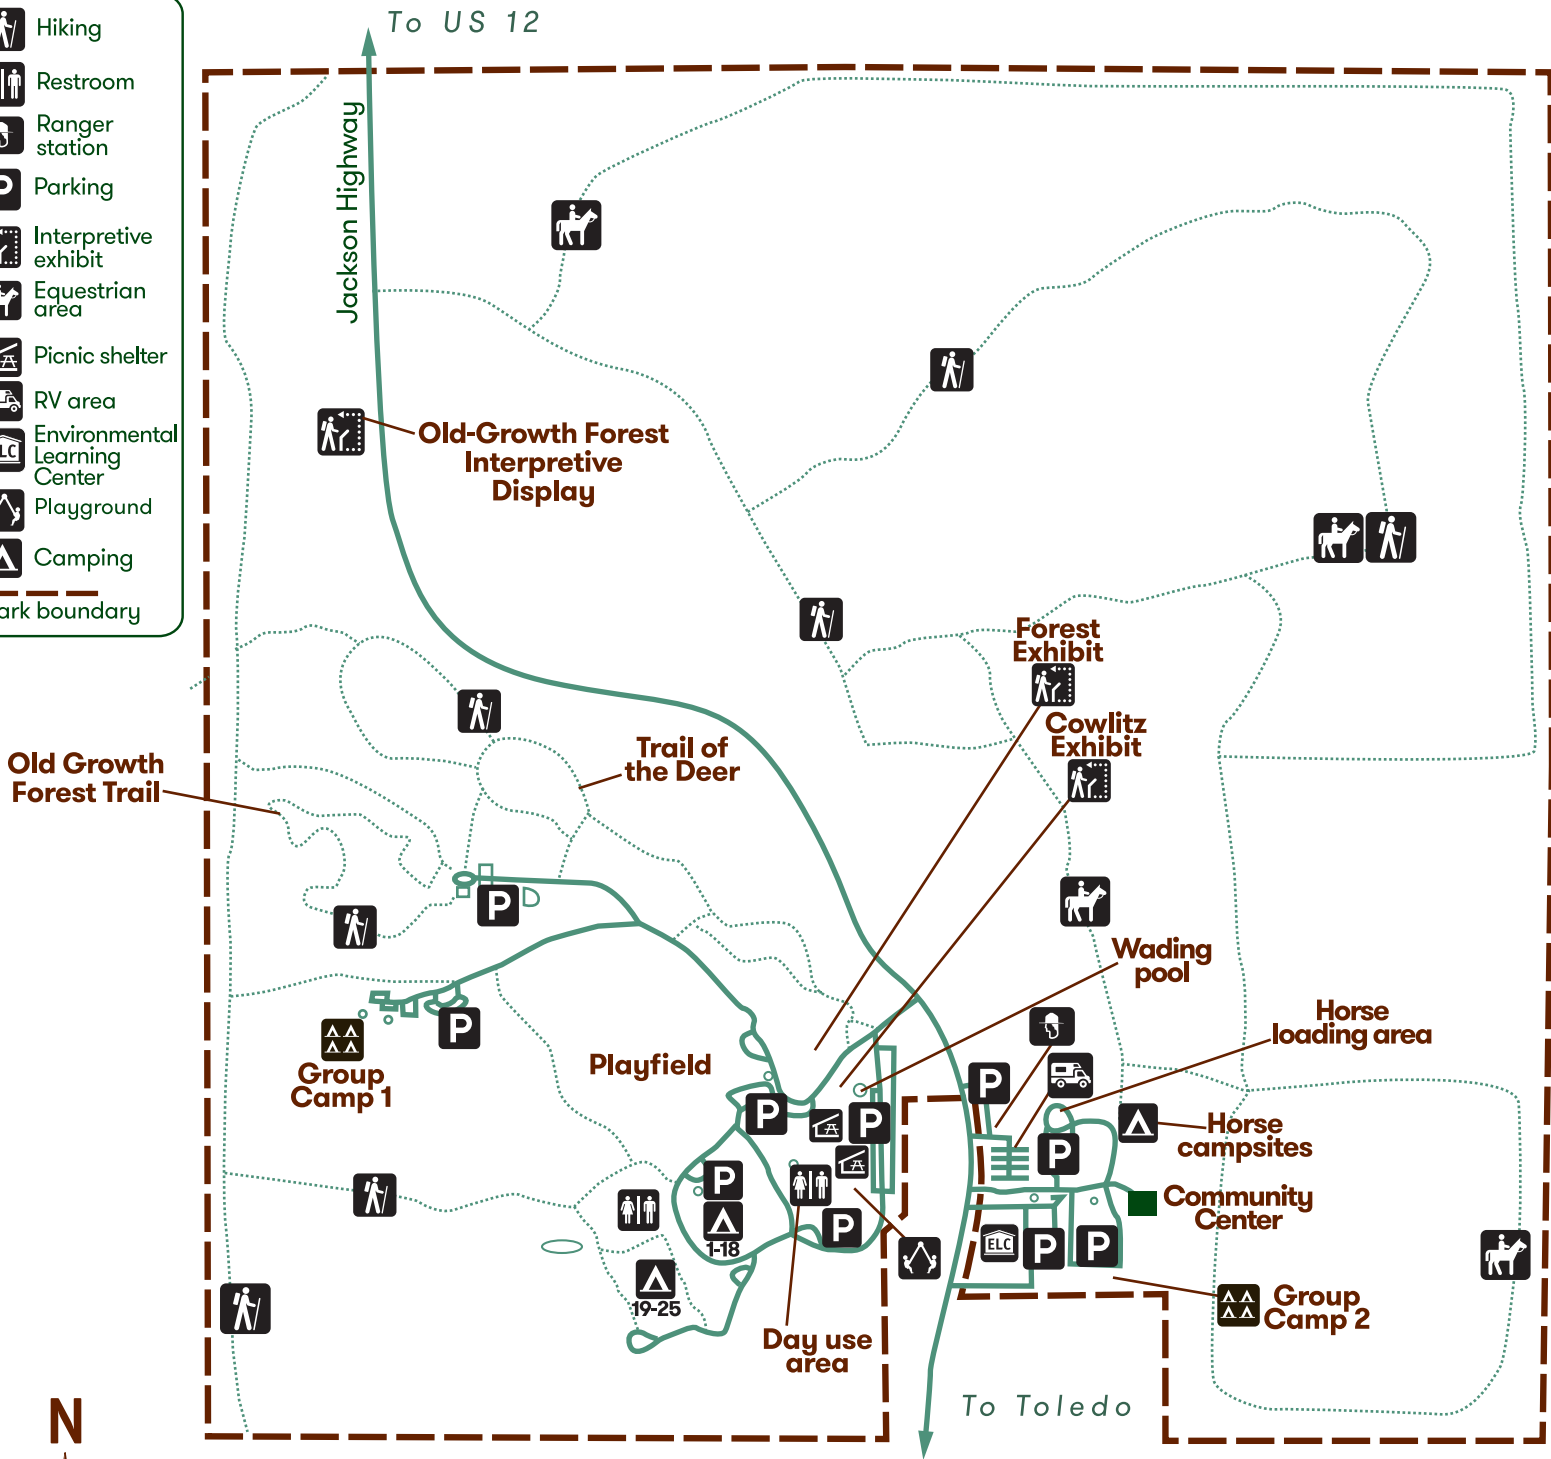 Hiking
Restroom
Ranger
station
P
Parking
Interpretive
exhibit
Equestrian
area
Picnic shelter
RV area
LC
Environmental
Learning
Center
Playground
Camping
ark boundary
To US 12
Jackson Highway
Old-Growth Forest
Interpretive
Display
Forest
Exhibit
Cowlitz
Exhibit
Trail of
the Deer
Old Growth
Forest Trail
P
Wading
pool
Horse
loading area
P
Group
Camp 1
Playfield
P
P
P
Horse
campsites
P
P
1-18
Community
Center
P
ELC
P
P
19-25
Group
Camp 2
Day use
area
To Toledo
N